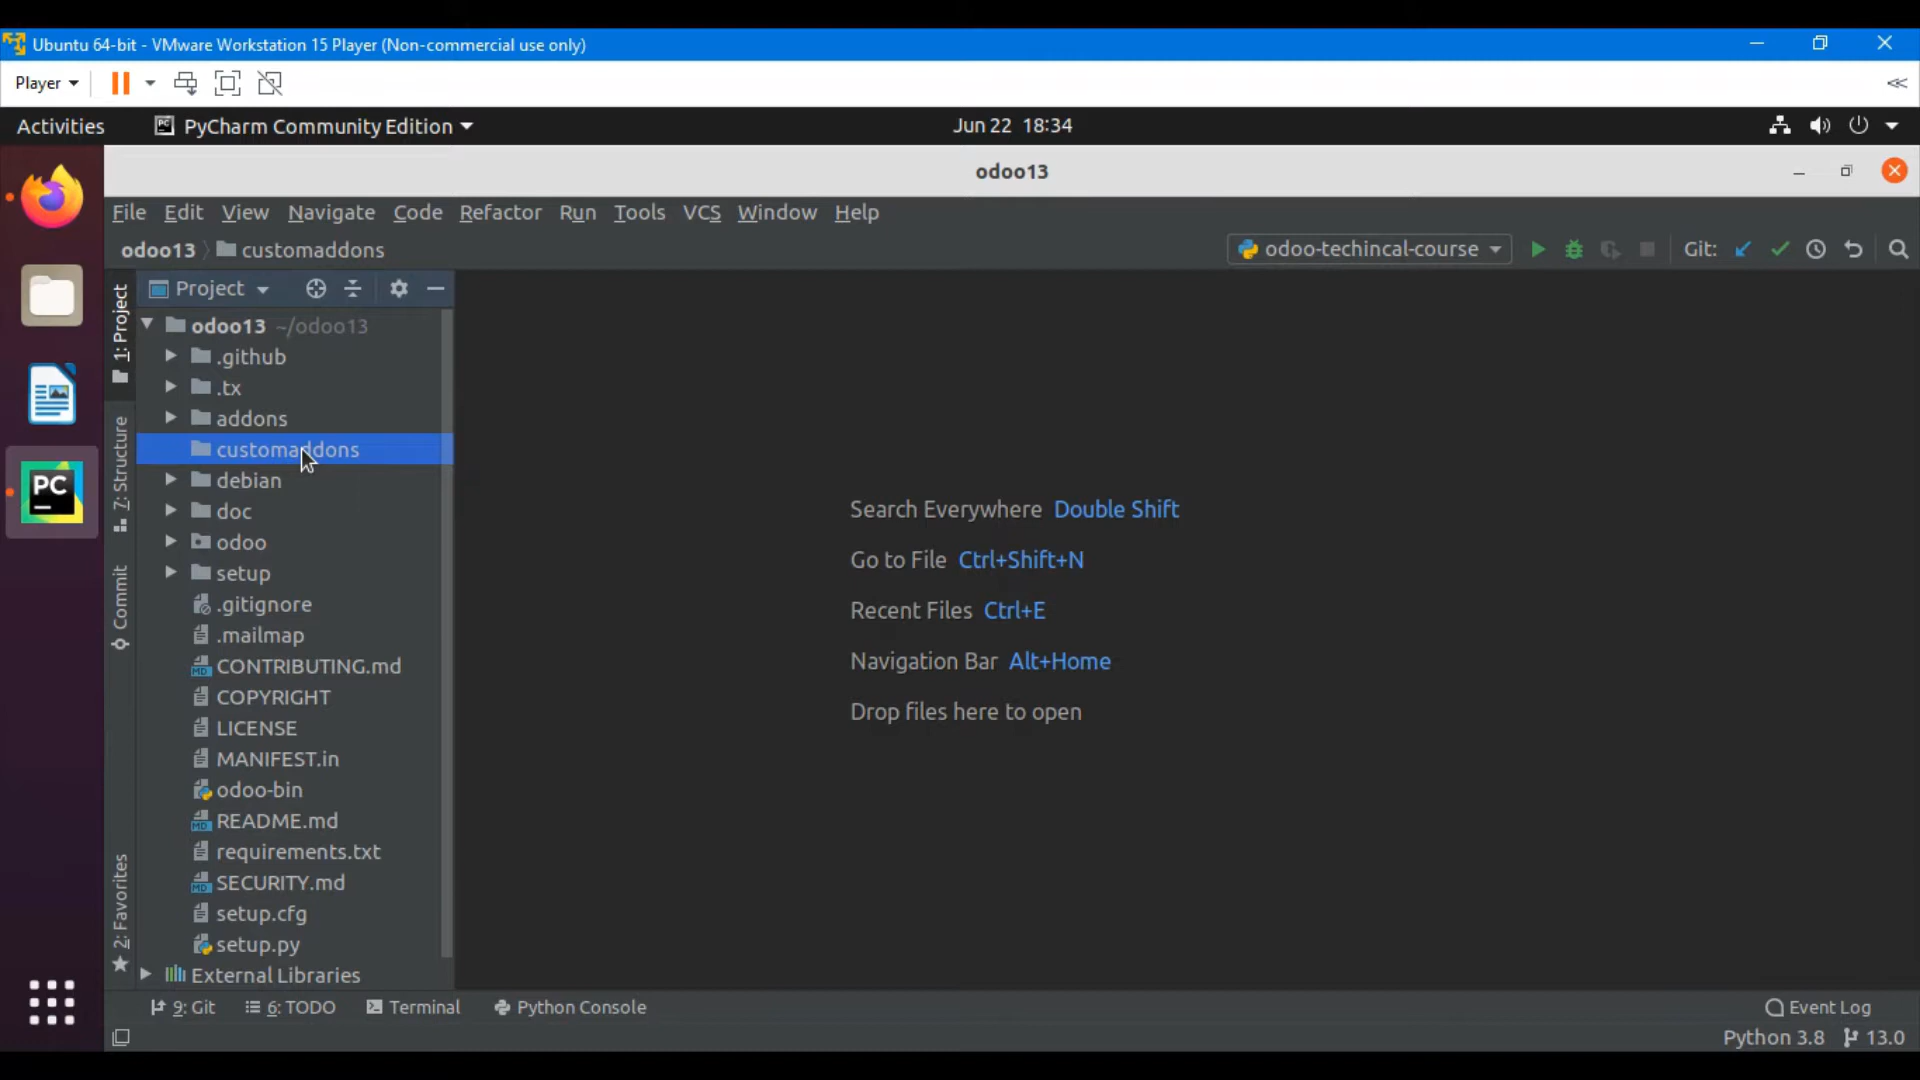 Ubuntu 64-bit - VMware Workstation 15 Player (Non-commercial use only)
Player
Activities PyCharm Community Edition Jun 22 18:34
odoo13
File Edit View Navigate Code Refactor Run Tools VCS Window Help
odoo13 customaddons odoo-techincal-course Git:
1: Project
7: Structure
Commit
2: Favorites
Project
odoo13 ~/odoo13
.github
.tx
addons
customaddons
debian
doc
odoo
setup
.gitignore
.mailmap
CONTRIBUTING.md
COPYRIGHT
LICENSE
MANIFEST.in
odoo-bin
README.md
requirements.txt
SECURITY.md
setup.cfg
setup.py
External Libraries
Search Everywhere Double Shift
Go to File Ctrl+Shift+N
Recent Files Ctrl+E
Navigation Bar Alt+Home
Drop files here to open
PC
9: Git 6: TODO Terminal Python Console Event Log
Python 3.8 13.0